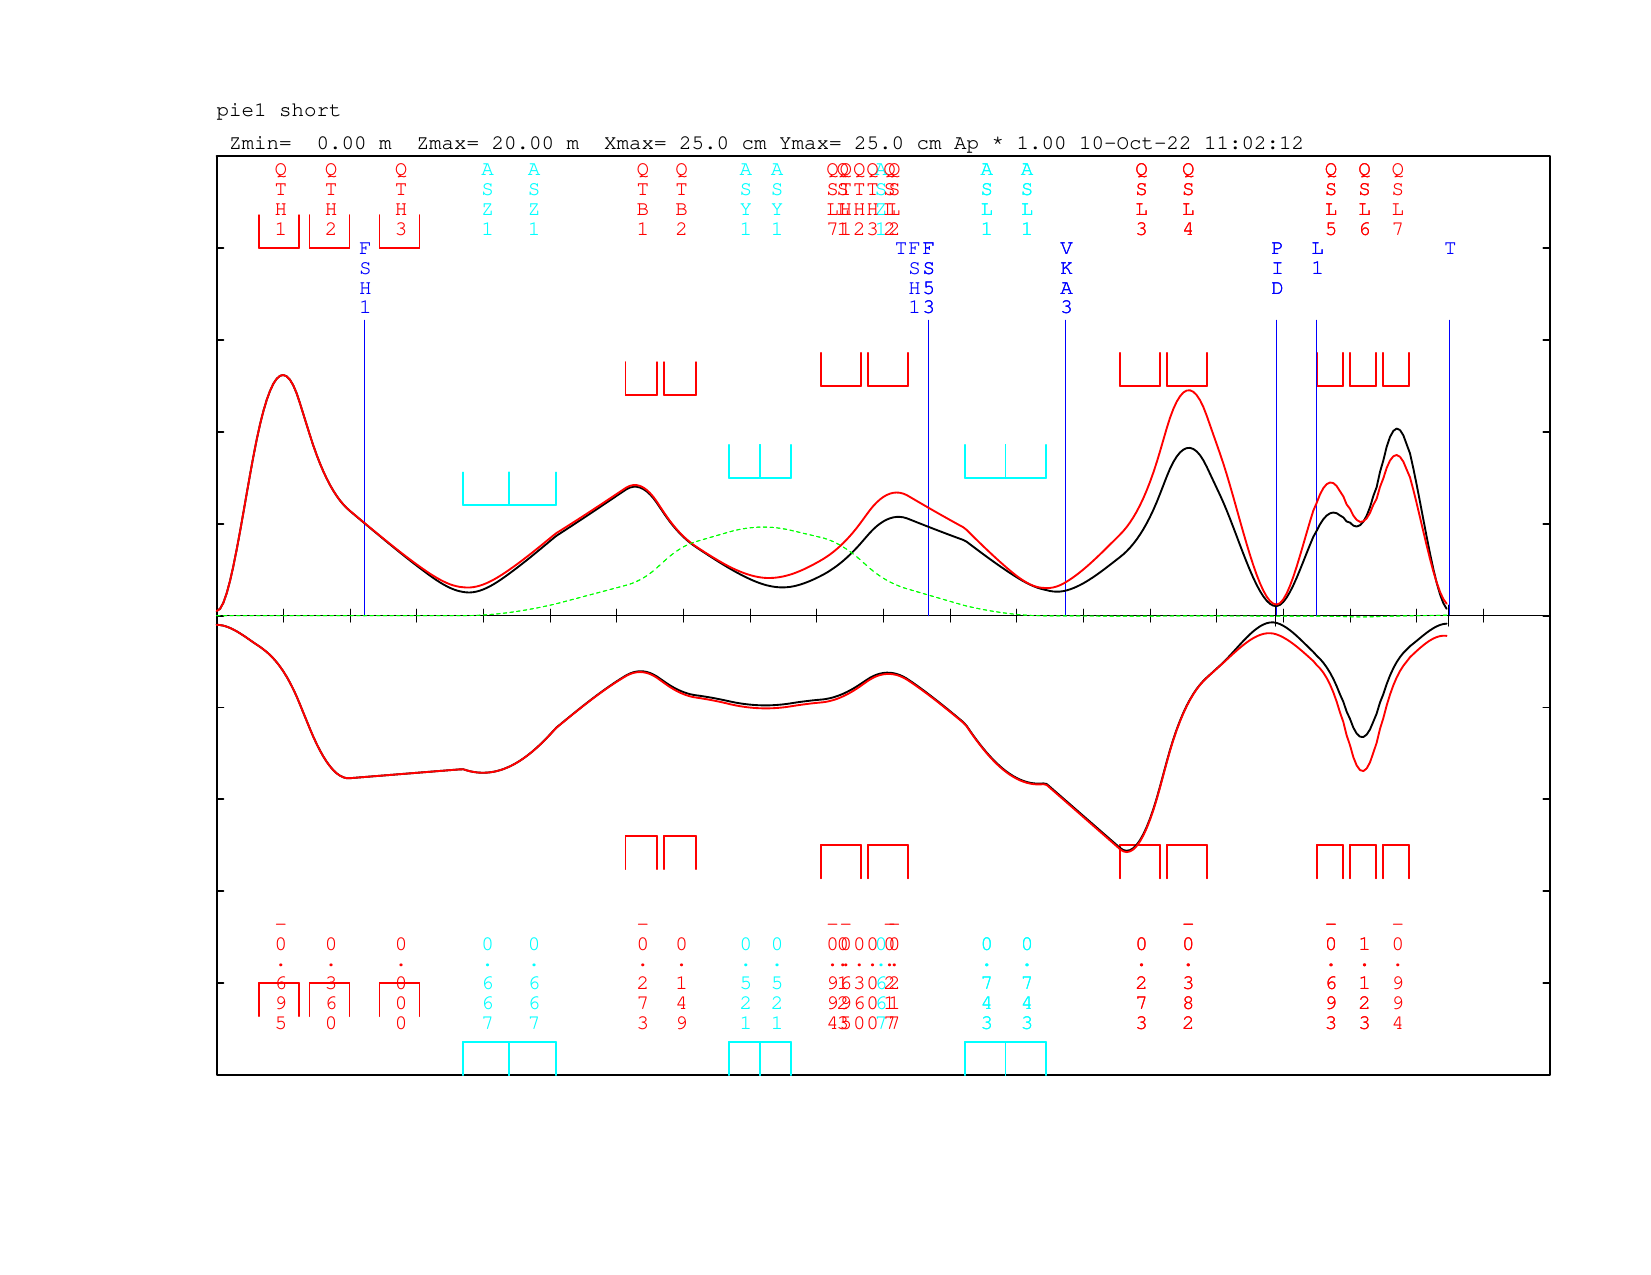 pie1 short
Zmin=  0.00 m  Zmax= 20.00 m  Xmax= 25.0 cm Ymax= 25.0 cm Ap * 1.00 10-Oct-22 11:02:12
QTH1 QTH2 QTH3 ASZ1 ASZ1 QTB1 QTB2 ASY1 ASY1 QSL1 QSL2 ASL1 ASL1 QSL3 QSL4 QSL5 QSL6 QSL7
FSH1 T FSH1 FS53 VKA3 PID L1 T
-0.695 0.360 0.000 0.667 0.667 -0.273 0.149 0.521 0.521 0.743 0.743 0.273 -0.382 -0.693 1.123 -0.994